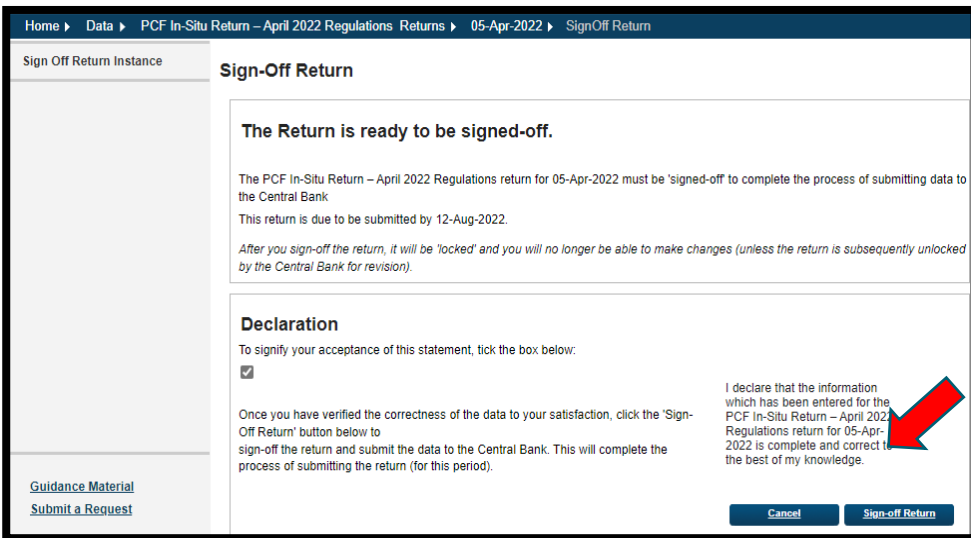 Home Data PCF In-Situ Return – April 2022 Regulations Returns 05-Apr-2022 SignOff Return
Sign Off Return Instance
Sign-Off Return
The Return is ready to be signed-off.
The PCF In-Situ Return – April 2022 Regulations return for 05-Apr-2022 must be 'signed-off' to complete the process of submitting data to
the Central Bank
This return is due to be submitted by 12-Aug-2022.
After you sign-off the return, it will be 'locked' and you will no longer be able to make changes (unless the return is subsequently unlocked
by the Central Bank for revision).
Declaration
To signify your acceptance of this statement, tick the box below:
Once you have verified the correctness of the data to your satisfaction, click the 'Sign-
Off Return' button below to
sign-off the return and submit the data to the Central Bank. This will complete the
process of submitting the return (for this period).
I declare that the information
which has been entered for the
PCF In-Situ Return – April 2022
Regulations return for 05-Apr-
2022 is complete and correct to
the best of my knowledge.
Guidance Material
Submit a Request
Cancel
Sign-off Return